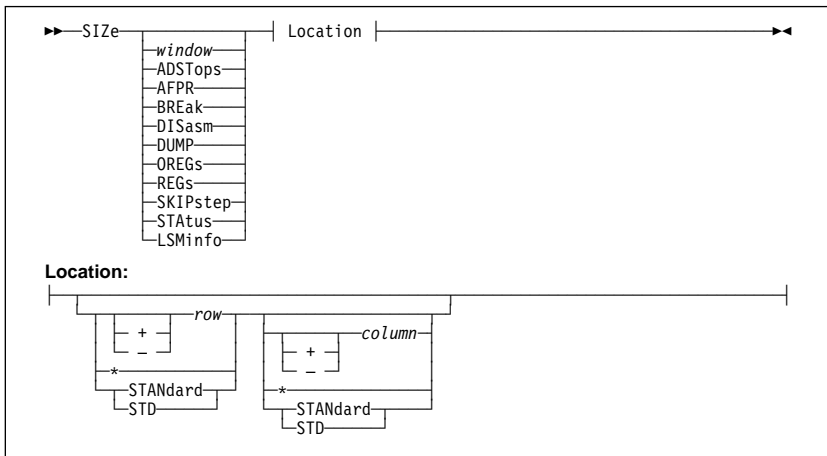 SIZe Location
window
ADSTops
AFPR
BREak
DISasm
DUMP
OREGs
REGs
SKIPstep
STAtus
LSMinfo
Location:
row
+ column
– +
–
* 
STANdard *
STD STANdard
STD